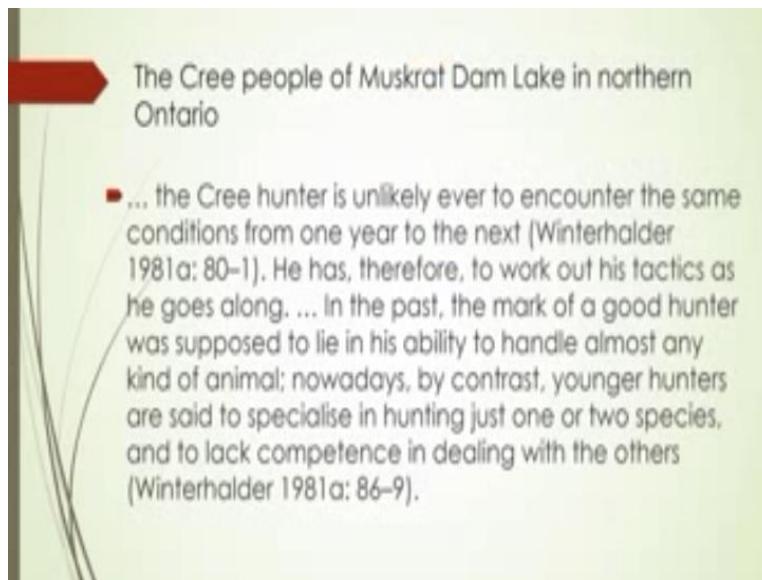 The Cree people of Muskrat Dam Lake in northern
Ontario
... the Cree hunter is unlikely ever to encounter the same
conditions from one year to the next (Winterhalder
1981a: 80–1). He has, therefore, to work out his tactics as
he goes along. ... In the past, the mark of a good hunter
was supposed to lie in his ability to handle almost any
kind of animal; nowadays, by contrast, younger hunters
are said to specialise in hunting just one or two species,
and to lack competence in dealing with the others
(Winterhalder 1981a: 86–9).